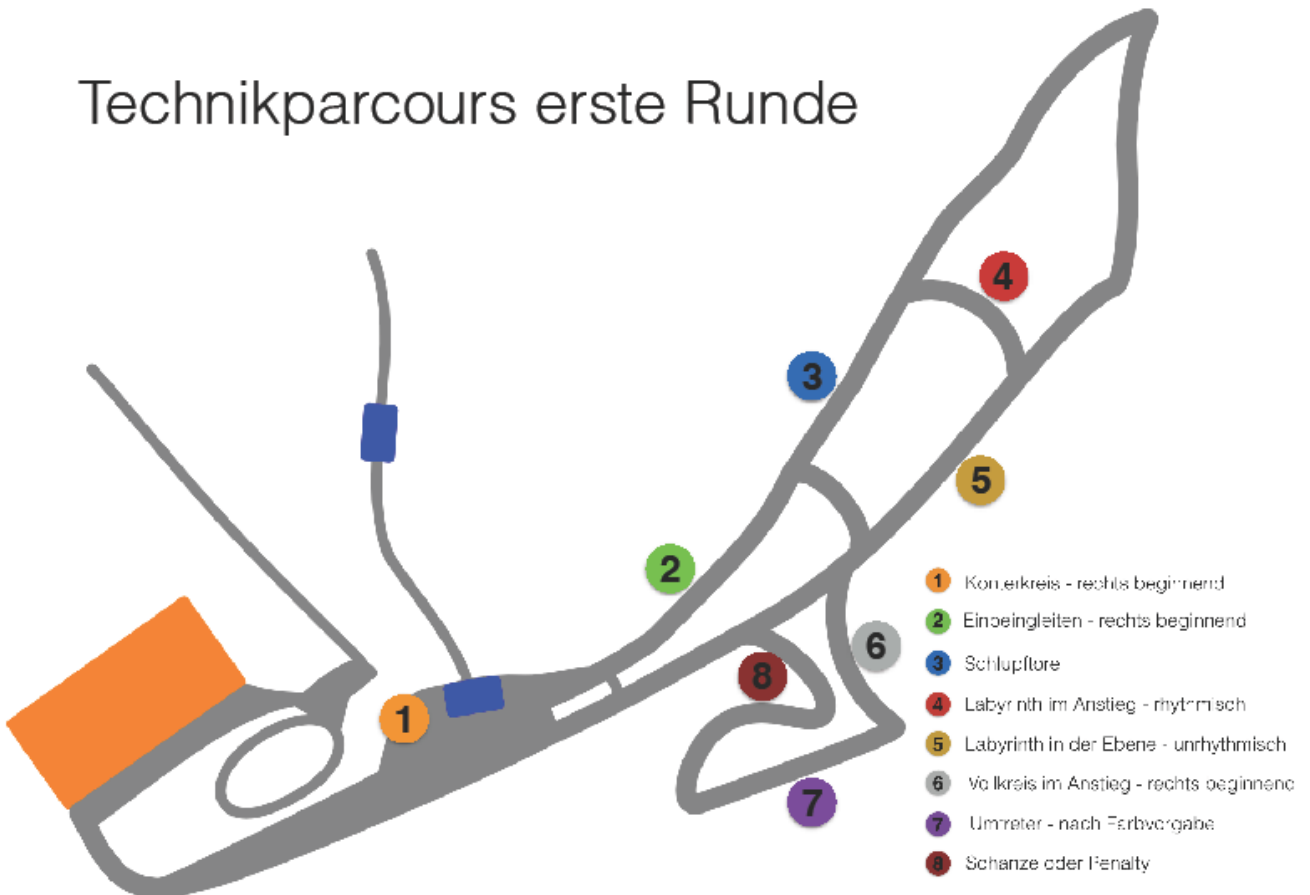 Technikparcours erste Runde
4
3
5
2
6
8
1
7
1 Konterkreis - rechts beginnend
2 Einbeingleiten - rechts beginnend
3 Schlupftore
4 Labyrinth im Anstieg - rhythmisch
5 Labyrinth in der Ebene - unrhythmisch
6 Vollkreis im Anstieg - rechts beginnend
7 Umtreter - nach Farbvorgabe
8 Schanze oder Penalty